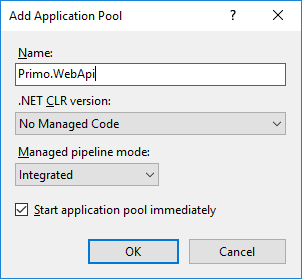 Add Application Pool
Name:
Primo.WebApi
.NET CLR version:
No Managed Code
Managed pipeline mode:
Integrated
Start application pool immediately
OK
Cancel